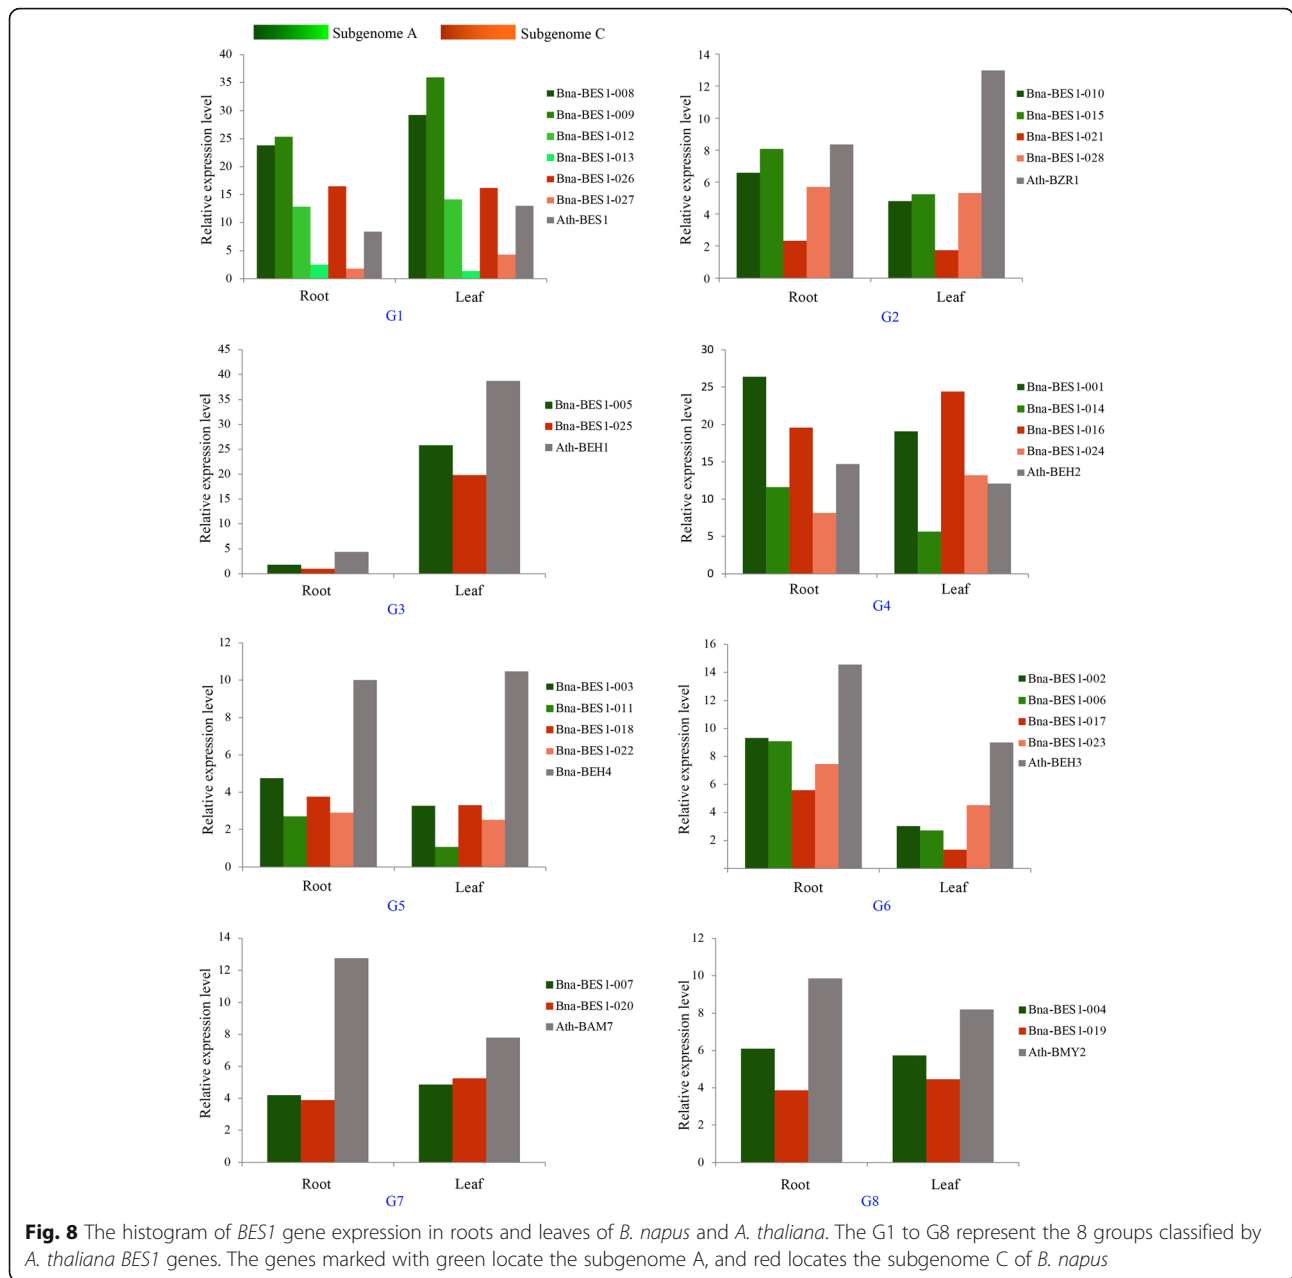 Subgenome A
Subgenome C
Relative expression level
40
35
30
25
20
15
10
5
0
Root
Leaf
Bna-BES1-008
Bna-BES1-009
Bna-BES1-012
Bna-BES1-013
Bna-BES1-026
Bna-BES1-027
Ath-BES1
G1
Relative expression level
14
12
10
8
6
4
2
0
Root
Leaf
Bna-BES1-010
Bna-BES1-015
Bna-BES1-021
Bna-BES1-028
Ath-BZR1
G2
Relative expression level
45
40
35
30
25
20
15
10
5
0
Root
Leaf
Bna-BES1-005
Bna-BES1-025
Ath-BEH1
G3
Relative expression level
30
25
20
15
10
5
0
Root
Leaf
Bna-BES1-001
Bna-BES1-014
Bna-BES1-016
Bna-BES1-024
Ath-BEH2
G4
Relative expression level
12
10
8
6
4
2
0
Root
Leaf
Bna-BES1-003
Bna-BES1-011
Bna-BES1-018
Bna-BES1-022
Bna-BEH4
G5
Relative expression level
16
14
12
10
8
6
4
2
Root
Leaf
Bna-BES1-002
Bna-BES1-006
Bna-BES1-017
Bna-BES1-023
Ath-BEH3
G6
Relative expression level
14
12
10
8
6
4
2
0
Root
Leaf
Bna-BES1-007
Bna-BES1-020
Ath-BAM7
G7
Relative expression level
12
10
8
6
4
2
0
Root
Leaf
Bna-BES1-004
Bna-BES1-019
Ath-BMY2
G8
Fig. 8 The histogram of BES1 gene expression in roots and leaves of B. napus and A. thaliana. The G1 to G8 represent the 8 groups classified by
A. thaliana BES1 genes. The genes marked with green locate the subgenome A, and red locates the subgenome C of B. napus